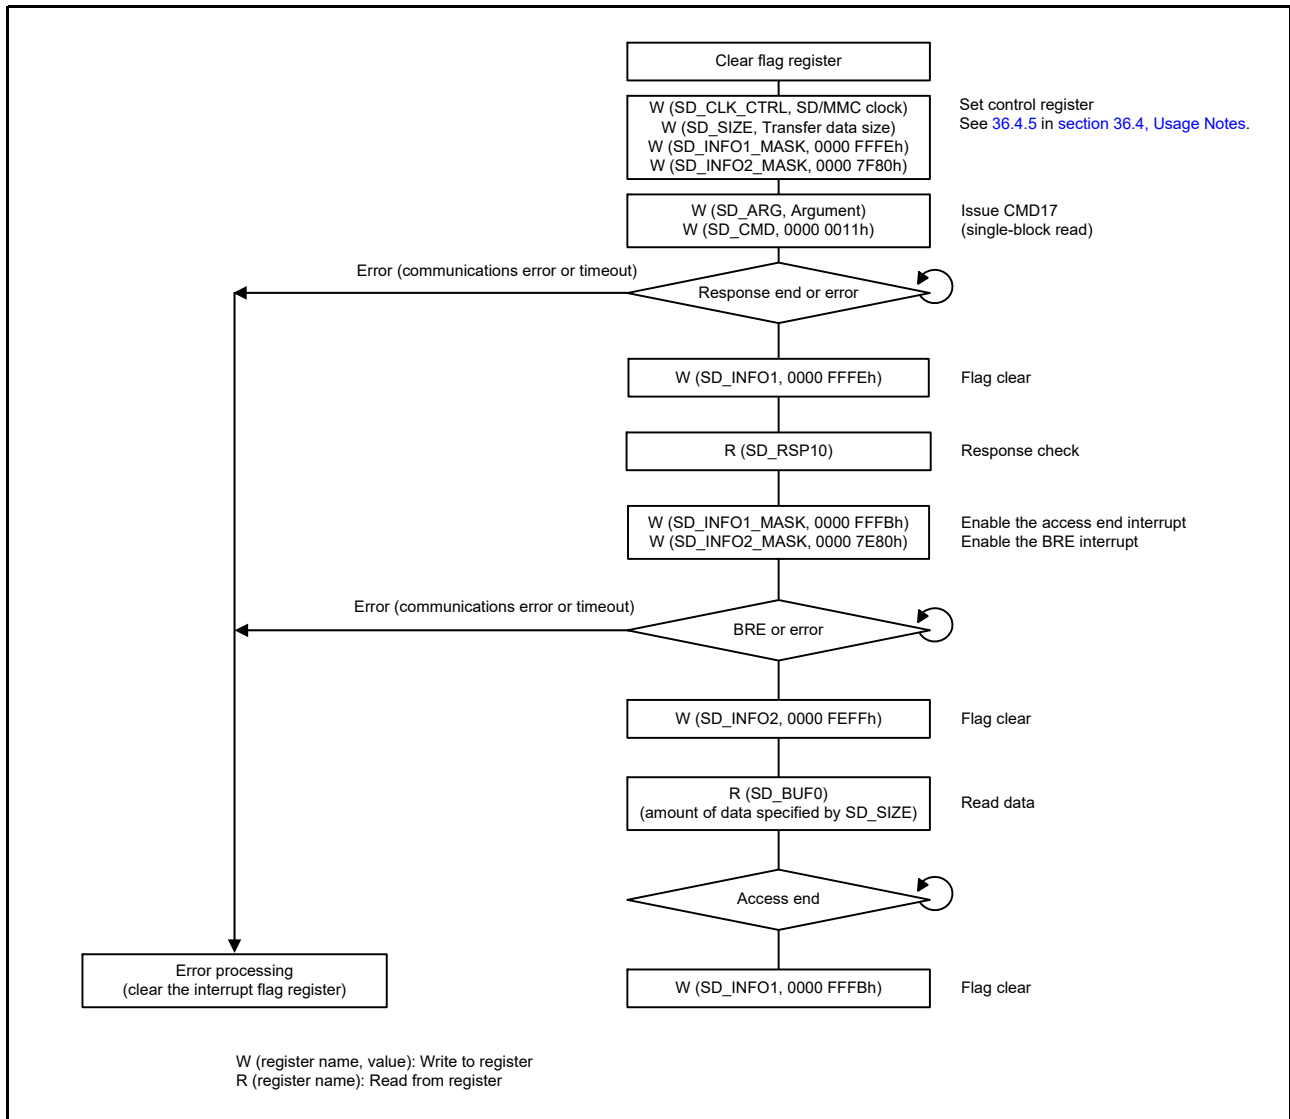 Clear flag register
W (SD_CLK_CTRL, SD/MMC clock)
W (SD_SIZE, Transfer data size)
W (SD_INFO1_MASK, 0000 FFFEh)
W (SD_INFO2_MASK, 0000 7F80h)
Set control register
See 36.4.5 in section 36.4, Usage Notes.
W (SD_ARG, Argument)
W (SD_CMD, 0000 0011h)
Issue CMD17
(single-block read)
Error (communications error or timeout)
Response end or error
W (SD_INFO1, 0000 FFFEh)
Flag clear
R (SD_RSP10)
Response check
W (SD_INFO1_MASK, 0000 FFFBh)
W (SD_INFO2_MASK, 0000 7E80h)
Enable the access end interrupt
Enable the BRE interrupt
Error (communications error or timeout)
BRE or error
W (SD_INFO2, 0000 FEFFh)
Flag clear
R (SD_BUF0)
(amount of data specified by SD_SIZE)
Read data
Access end
Error processing
(clear the interrupt flag register)
W (SD_INFO1, 0000 FFFBh)
Flag clear
W (register name, value): Write to register
R (register name): Read from register